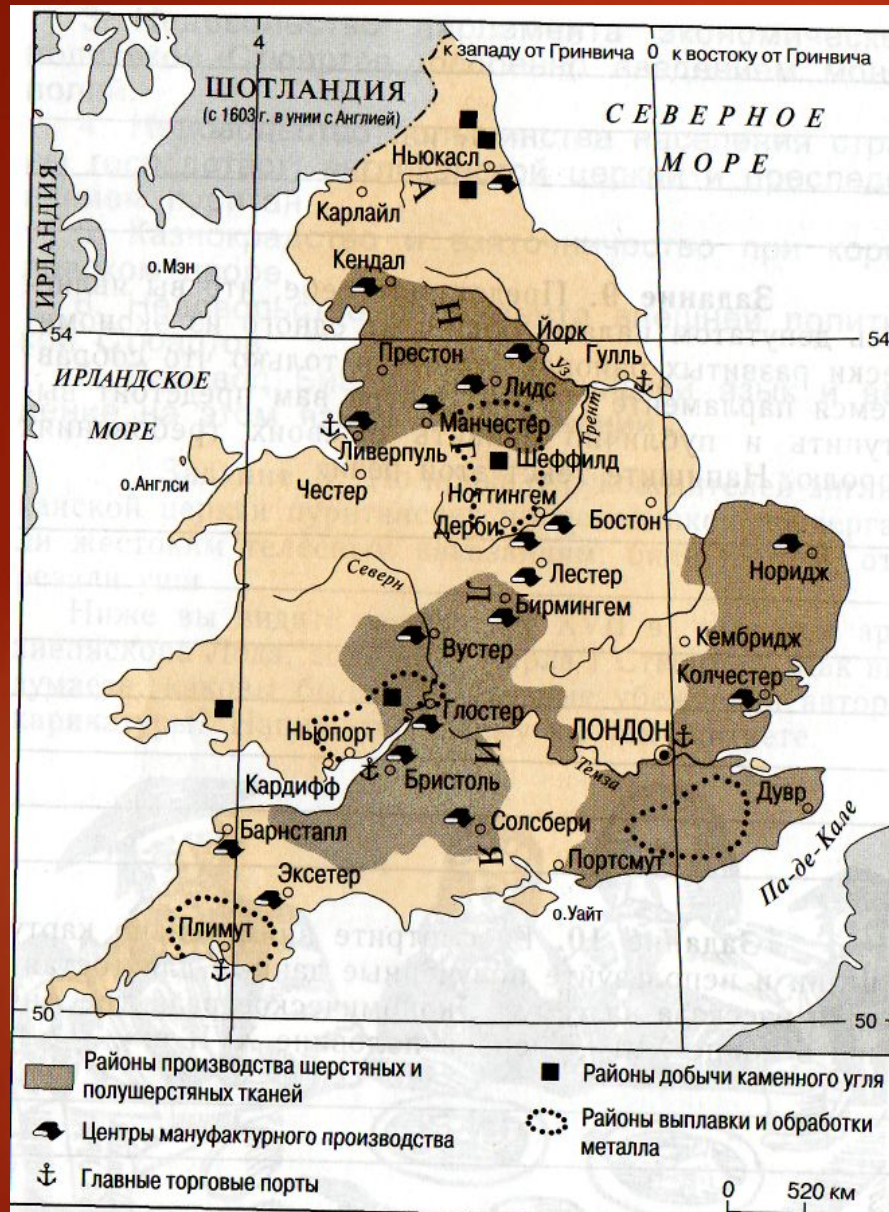 4
к западу от Гринвича
0
к востоку от Гринвича
ШОТЛАНДИЯ
(с 1603 г. в унии с Англией)
СЕВЕРНОЕ
МОРЕ
Ньюкасл
Карлайл
ИРЛАНДИЯ
о.Мэн
Кендал
54
54
Йорк
Уз
Гулль
Престон
Лидс
ИРЛАНДСКОЕ
МОРЕ
Трент
Манчестер
Ливерпуль
Шеффилд
о.Англси
Честер
Ноттингем
Бостон
Дерби
Норидж
Северн
Лестер
Бирмингем
Вустер
Кембридж
Колчестер
Глостер
Ньюпорт
ЛОНДОН
Кардифф
Темза
Бристоль
Дувр
Барнстапл
Солсбери
Портсмут
Па-де-Кале
Эксетер
о.Уайт
Плимут
АНГЛИЯ
50
50
Районы производства шерстяных и
полушерстяных тканей
Центры мануфактурного производства
Главные торговые порты
Районы добычи каменного угля
Районы выплавки и обработки
металла
0 520 км